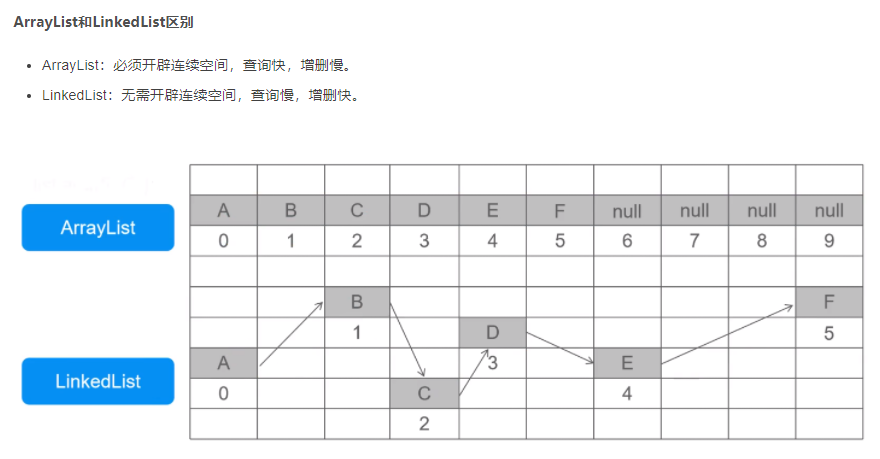 ArrayList和LinkedList区别
ArrayList：必须开辟连续空间，查询快，增删慢。
LinkedList：无需开辟连续空间，查询慢，增删快。
ArrayList
A B C D E F null null null null
0 1 2 3 4 5 6 7 8 9
LinkedList
B F
1 D 5
A 3 E
0 C 4
2